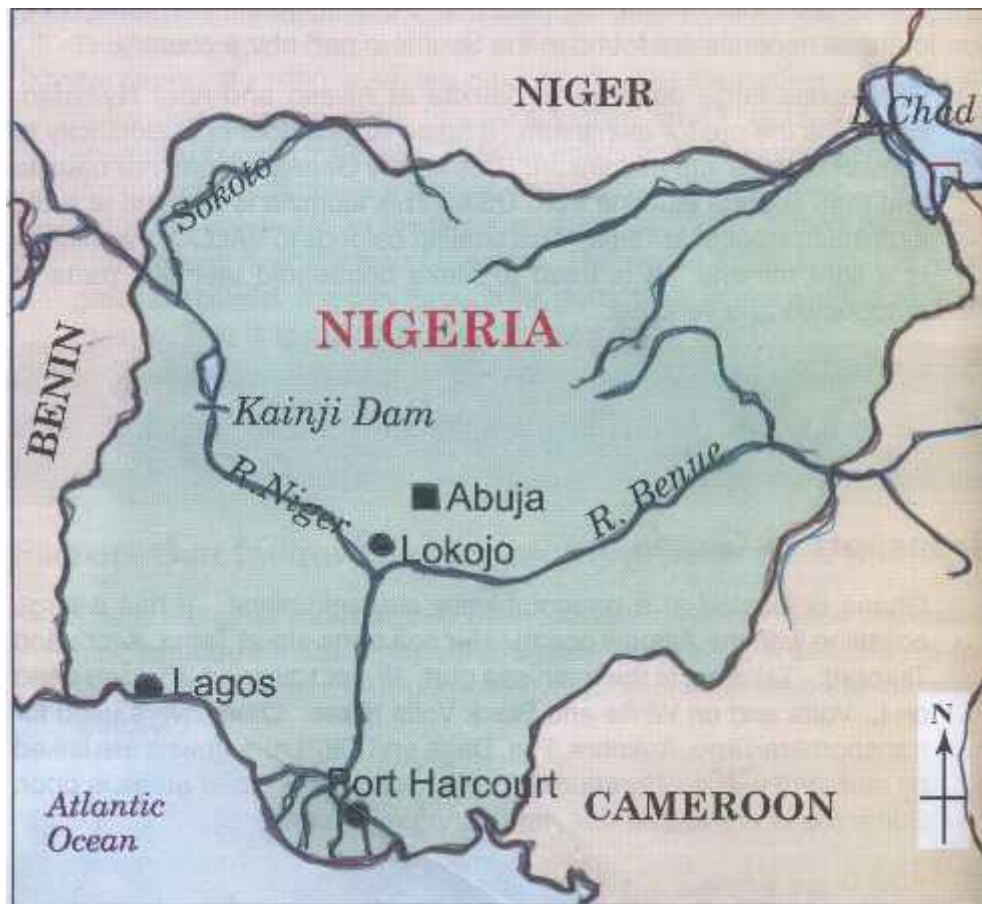 NIGER
L. Chad
Sokoto
NIGERIA
BENIN
Kainji Dam
R. Niger
Abuja
R. Benue
Lokojo
Lagos
Port Harcourt
Atlantic
Ocean
CAMEROON
N